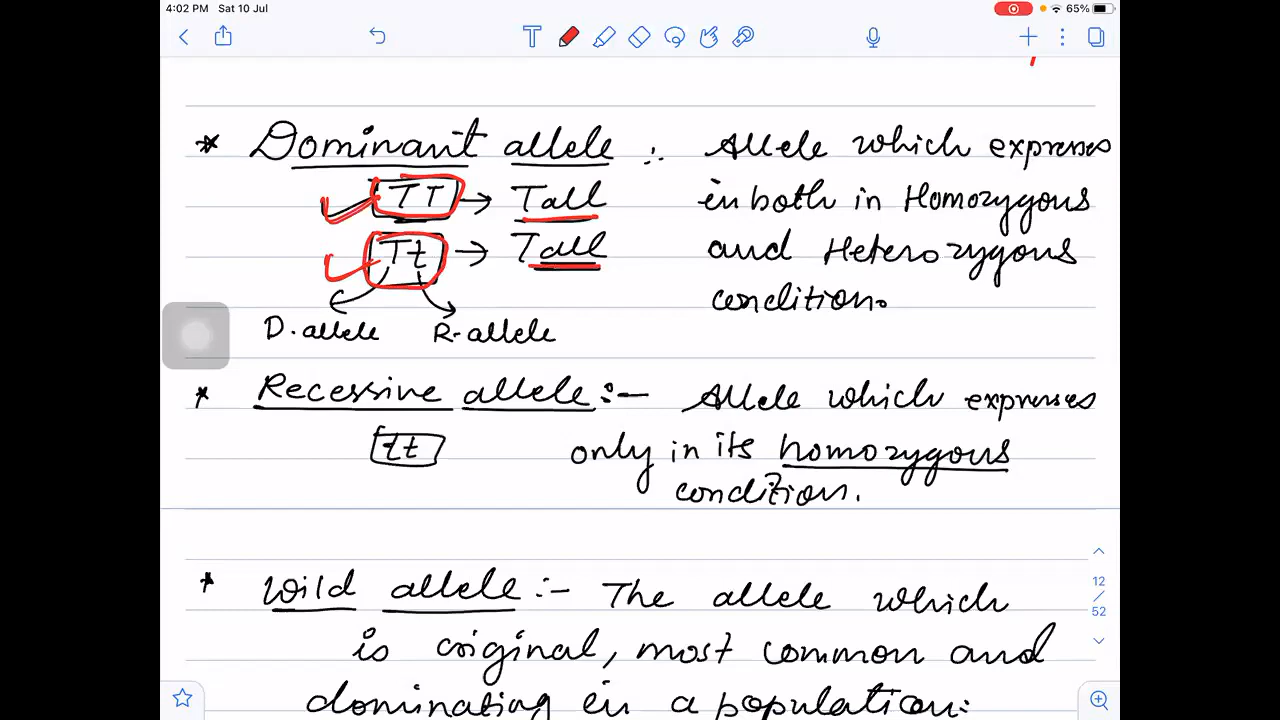 4:02 PM Sat 10 Jul 65%
* Dominant allele :. Allele which expresses
TT → Tall in both in Homozygous
Tt → Tall and Heterozygous
condition.
D.allele R-allele
* Recessive allele :- Allele which expresses
tt only in its homozygous
condition.
* Wild allele :- The allele which
is original, most common and
dominating in a population.
12
/
52